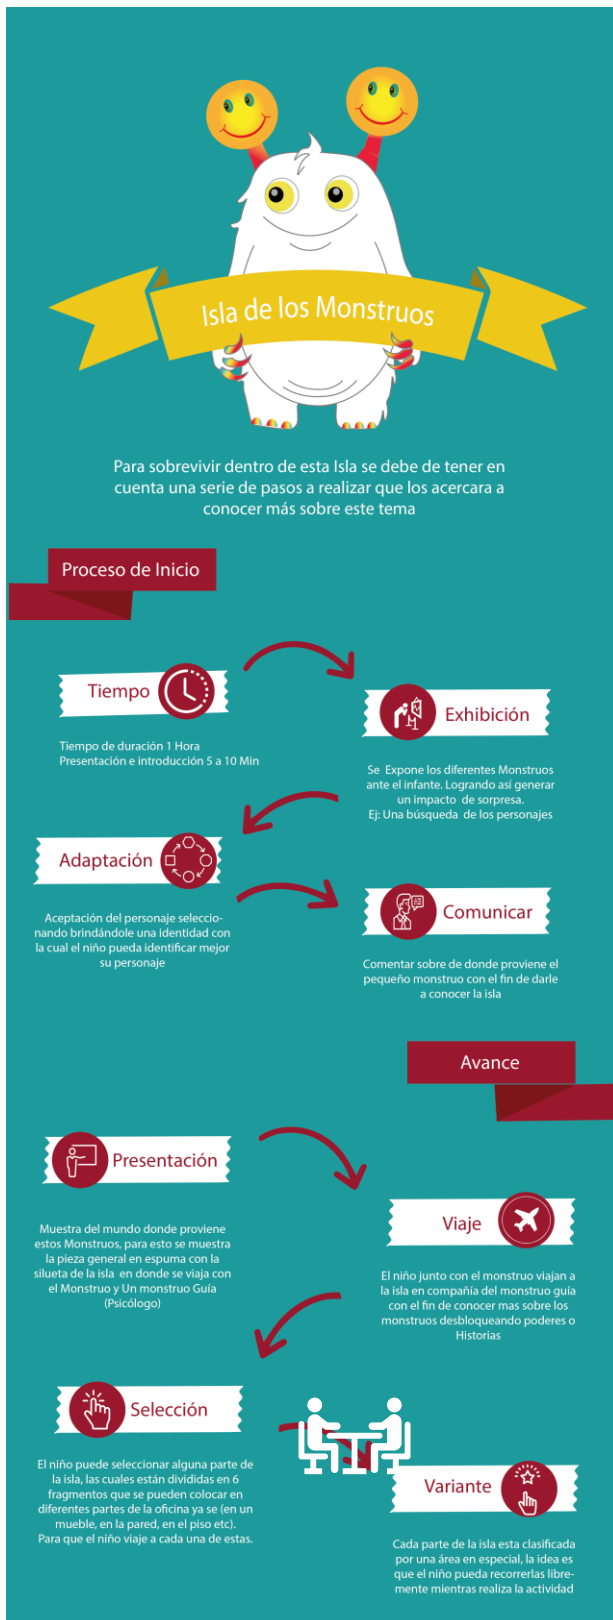 Isla de los Monstruos
Para sobrevivir dentro de esta Isla se debe de tener en
cuenta una serie de pasos a realizar que los acercara a
conocer más sobre este tema
Proceso de Inicio
Tiempo
Tiempo de duración 1 Hora
Presentación e introducción 5 a 10 Min
Exhibición
Se Expone los diferentes Monstruos
ante el infante. Logrando así generar
un impacto de sorpresa.
Ej: Una búsqueda de los personajes
Adaptación
Aceptación del personaje seleccio-
nando brindándole una identidad con
la cual el niño pueda identificar mejor
su personaje
Comunicar
Comentar sobre de donde proviene el
pequeño monstruo con el fin de darle
a conocer la isla
Avance
Presentación
Muestra del mundo donde proviene
estos Monstruos, para esto se muestra
la pieza general en espuma con la
silueta de la isla en donde se viaja con
el Monstruo y Un monstruo Guía
(Psicólogo)
Viaje
El niño junto con el monstruo viajan a
la isla en compañía del monstruo guía
con el fin de conocer mas sobre los
monstruos desbloqueando poderes o
Historias
Selección
El niño puede seleccionar alguna parte de
la isla, las cuales están divididas en 6
fragmentos que se pueden colocar en
diferentes partes de la oficina ya se (en un
mueble, en la pared, en el piso etc).
Para que el niño viaje a cada una de estas.
Variante
Cada parte de la isla esta clasificada
por una área en especial, la idea es
que el niño pueda recorrerlas libre-
mente mientras realiza la actividad